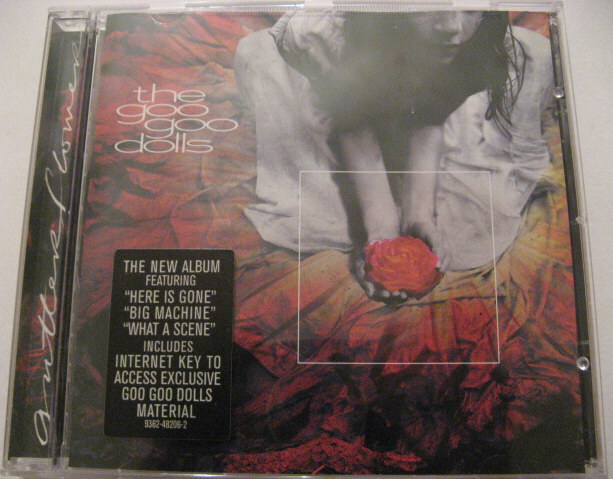 the
goo
goo
dolls
THE NEW ALBUM
FEATURING
"HERE IS GONE"
"BIG MACHINE"
"WHAT A SCENE"
INCLUDES
INTERNET KEY TO
ACCESS EXCLUSIVE
GOO GOO DOLLS
MATERIAL
9362-48206-2
gutterflower